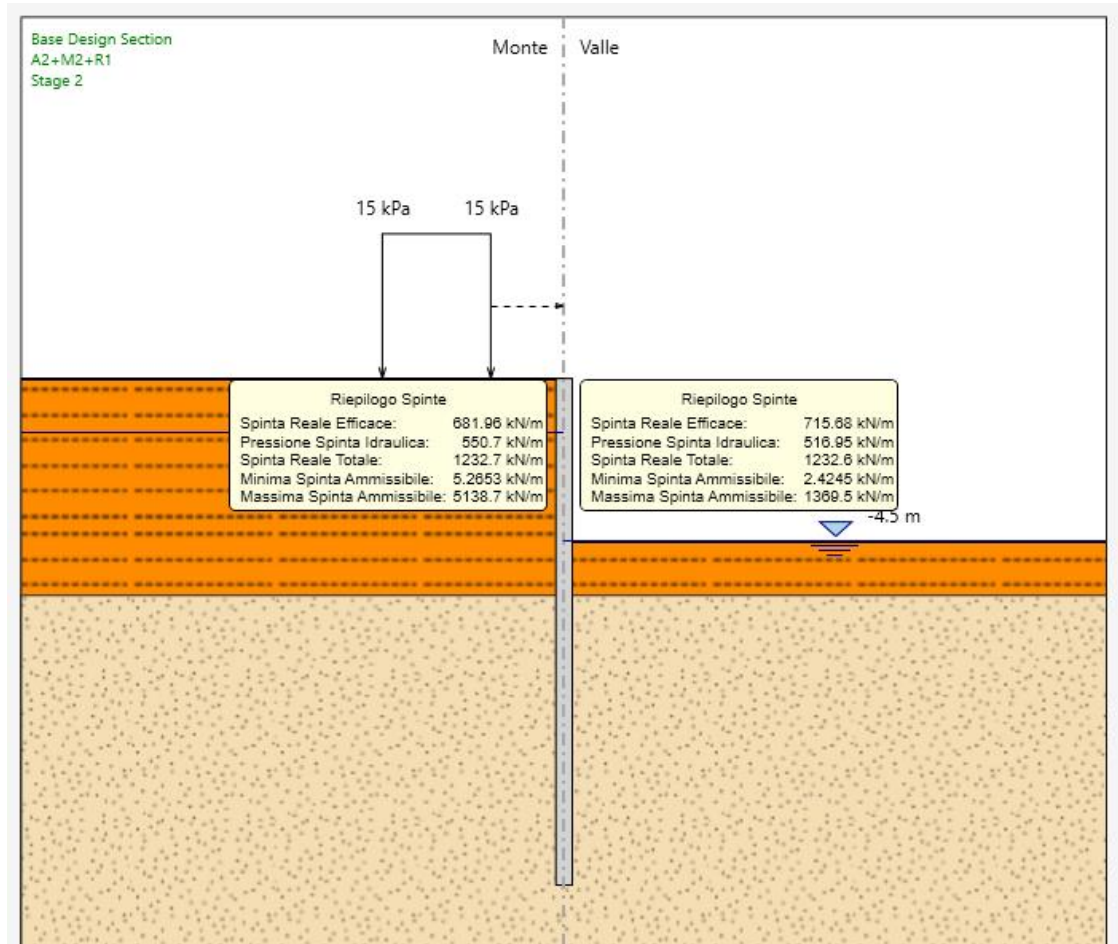 Base Design Section
A2+M2+R1
Stage 2
Monte
Valle
15 kPa
15 kPa
Riepilogo Spinte
Spinta Reale Efficace: 681.96 kN/m
Pressione Spinta Idraulica: 550.7 kN/m
Spinta Reale Totale: 1232.7 kN/m
Minima Spinta Ammissibile: 5.2653 kN/m
Massima Spinta Ammissibile: 5138.7 kN/m
Riepilogo Spinte
Spinta Reale Efficace: 715.68 kN/m
Pressione Spinta Idraulica: 516.95 kN/m
Spinta Reale Totale: 1232.6 kN/m
Minima Spinta Ammissibile: 2.4245 kN/m
Massima Spinta Ammissibile: 1369.5 kN/m
-4.5 m